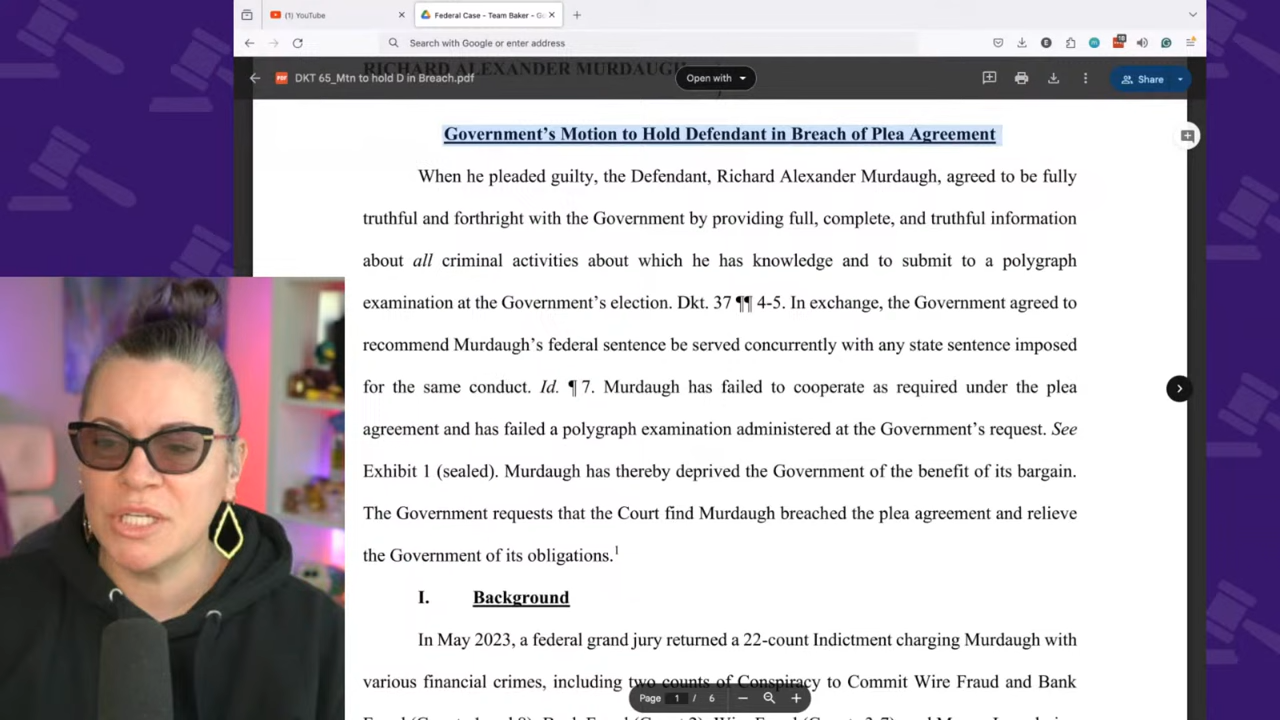 (1) YouTube
Federal Case - Team Baker - Go
Search with Google or enter address
18
RICHARD ALEXANDER MURDAUGH
DKT 65_Mtn to hold D in Breach.pdf
Open with
Share
Government's Motion to Hold Defendant in Breach of Plea Agreement
When he pleaded guilty, the Defendant, Richard Alexander Murdaugh, agreed to be fully
truthful and forthright with the Government by providing full, complete, and truthful information
about all criminal activities about which he has knowledge and to submit to a polygraph
examination at the Government's election. Dkt. 37 ¶¶ 4-5. In exchange, the Government agreed to
recommend Murdaugh's federal sentence be served concurrently with any state sentence imposed
for the same conduct. Id. ¶ 7. Murdaugh has failed to cooperate as required under the plea
agreement and has failed a polygraph examination administered at the Government's request. See
Exhibit 1 (sealed). Murdaugh has thereby deprived the Government of the benefit of its bargain.
The Government requests that the Court find Murdaugh breached the plea agreement and relieve
the Government of its obligations.1
I. Background
In May 2023, a federal grand jury returned a 22-count Indictment charging Murdaugh with
various financial crimes, including two counts of Conspiracy to Commit Wire Fraud and Bank
Page 1 / 6